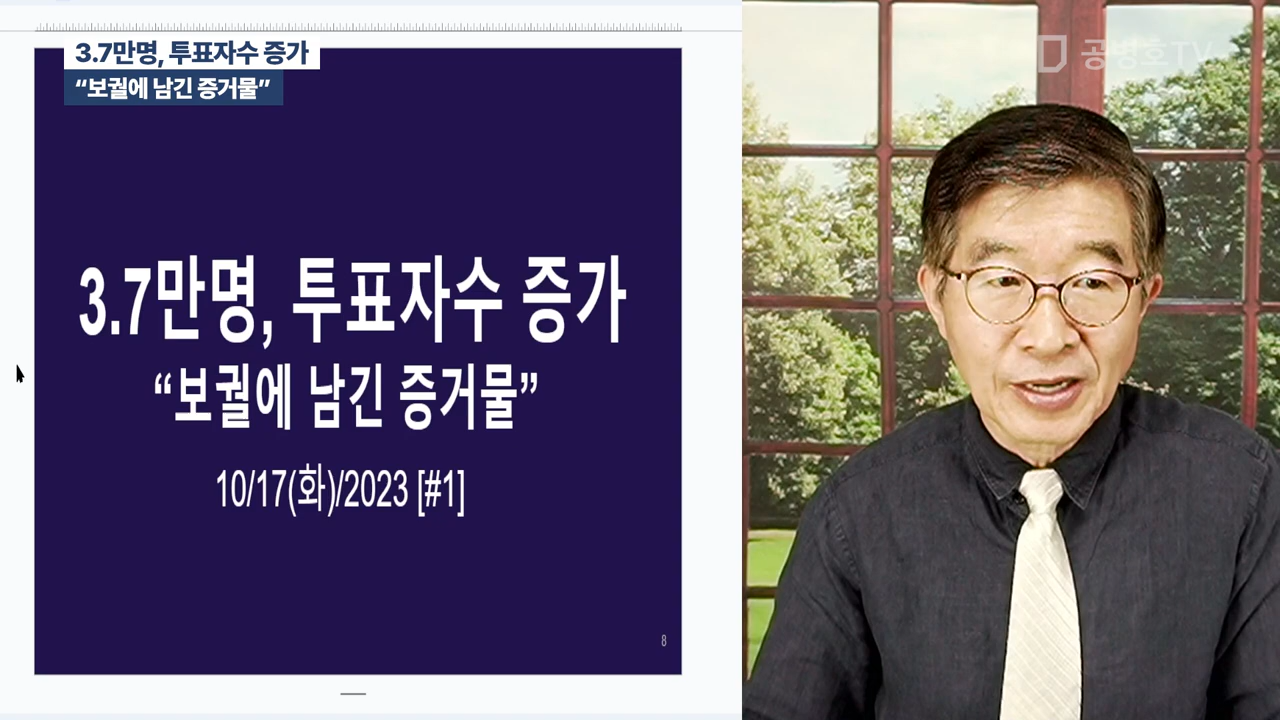 3.7만명, 투표자수 증가
“보궐에 남긴 증거물”
공병호TV
3.7만명, 투표자수 증가
“보궐에 남긴 증거물”
10/17(화)/2023 [#1]
8